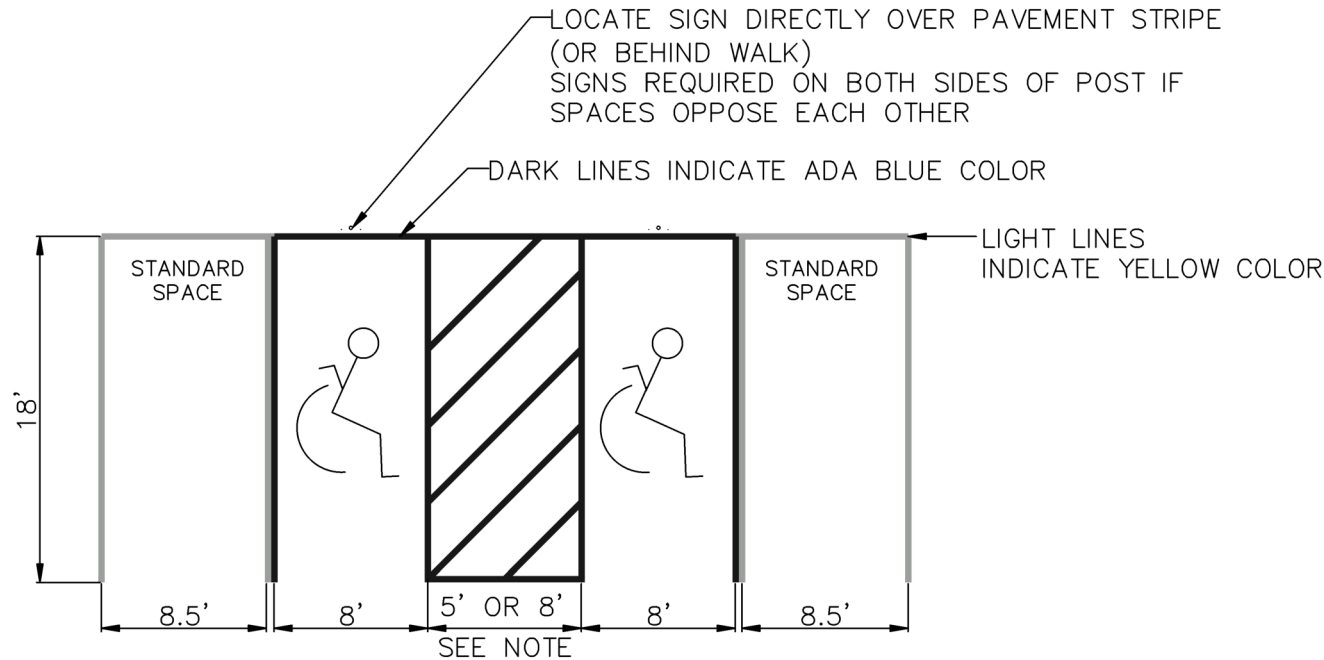 LOCATE SIGN DIRECTLY OVER PAVEMENT STRIPE
(OR BEHIND WALK)
SIGNS REQUIRED ON BOTH SIDES OF POST IF
SPACES OPPOSE EACH OTHER
DARK LINES INDICATE ADA BLUE COLOR
LIGHT LINES
INDICATE YELLOW COLOR
STANDARD
SPACE
STANDARD
SPACE
18'
8.5'
8'
5' OR 8'
8'
8.5'
SEE NOTE